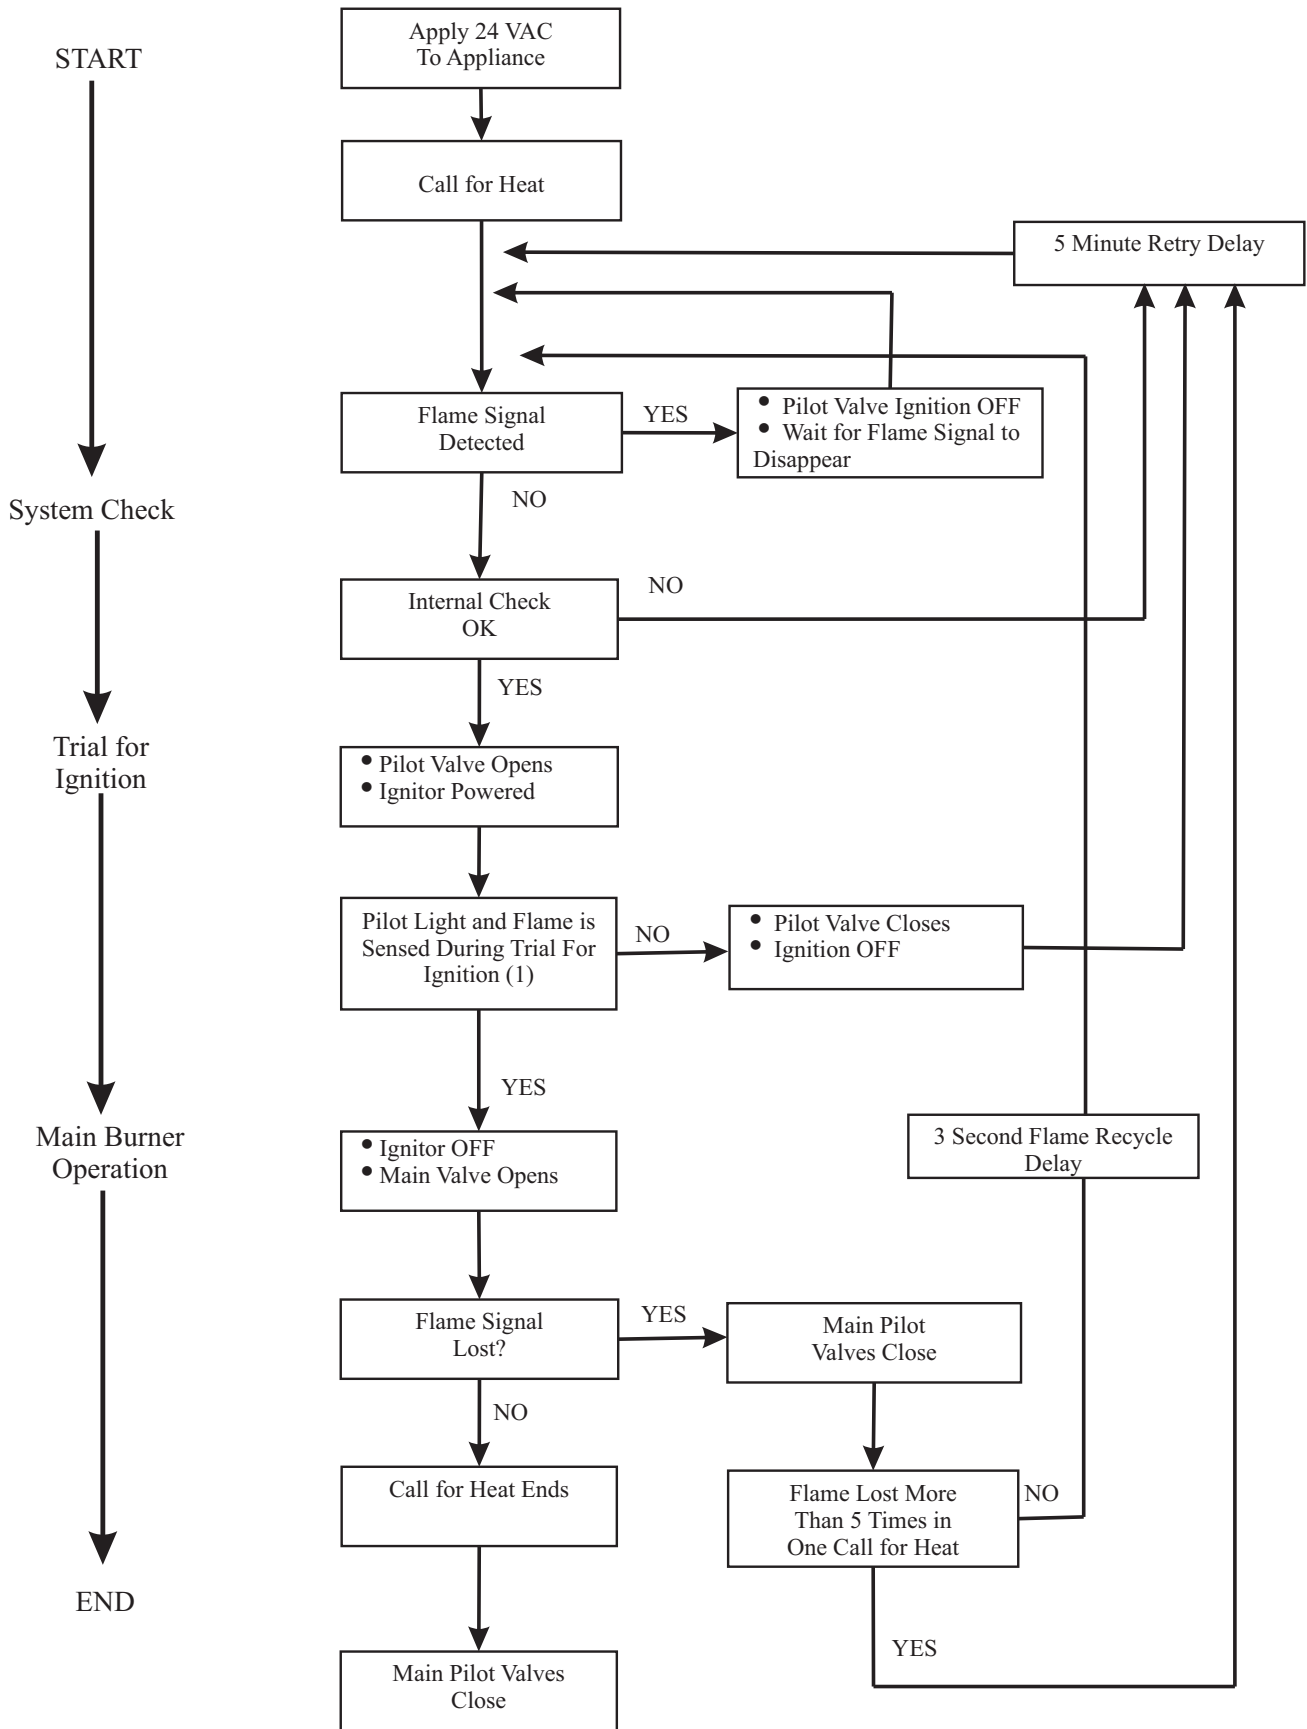 START
Apply 24 VAC
To Appliance
Call for Heat
5 Minute Retry Delay
Flame Signal
Detected
YES
• Pilot Valve Ignition OFF
• Wait for Flame Signal to
Disappear
NO
System Check
Internal Check
OK
NO
YES
Trial for
Ignition
• Pilot Valve Opens
• Ignitor Powered
Pilot Light and Flame is
Sensed During Trial For
Ignition (1)
NO
• Pilot Valve Closes
• Ignition OFF
YES
Main Burner
Operation
• Ignitor OFF
• Main Valve Opens
3 Second Flame Recycle
Delay
Flame Signal
Lost?
YES
Main Pilot
Valves Close
NO
Call for Heat Ends
Flame Lost More
Than 5 Times in
One Call for Heat
NO
END
YES
Main Pilot Valves
Close